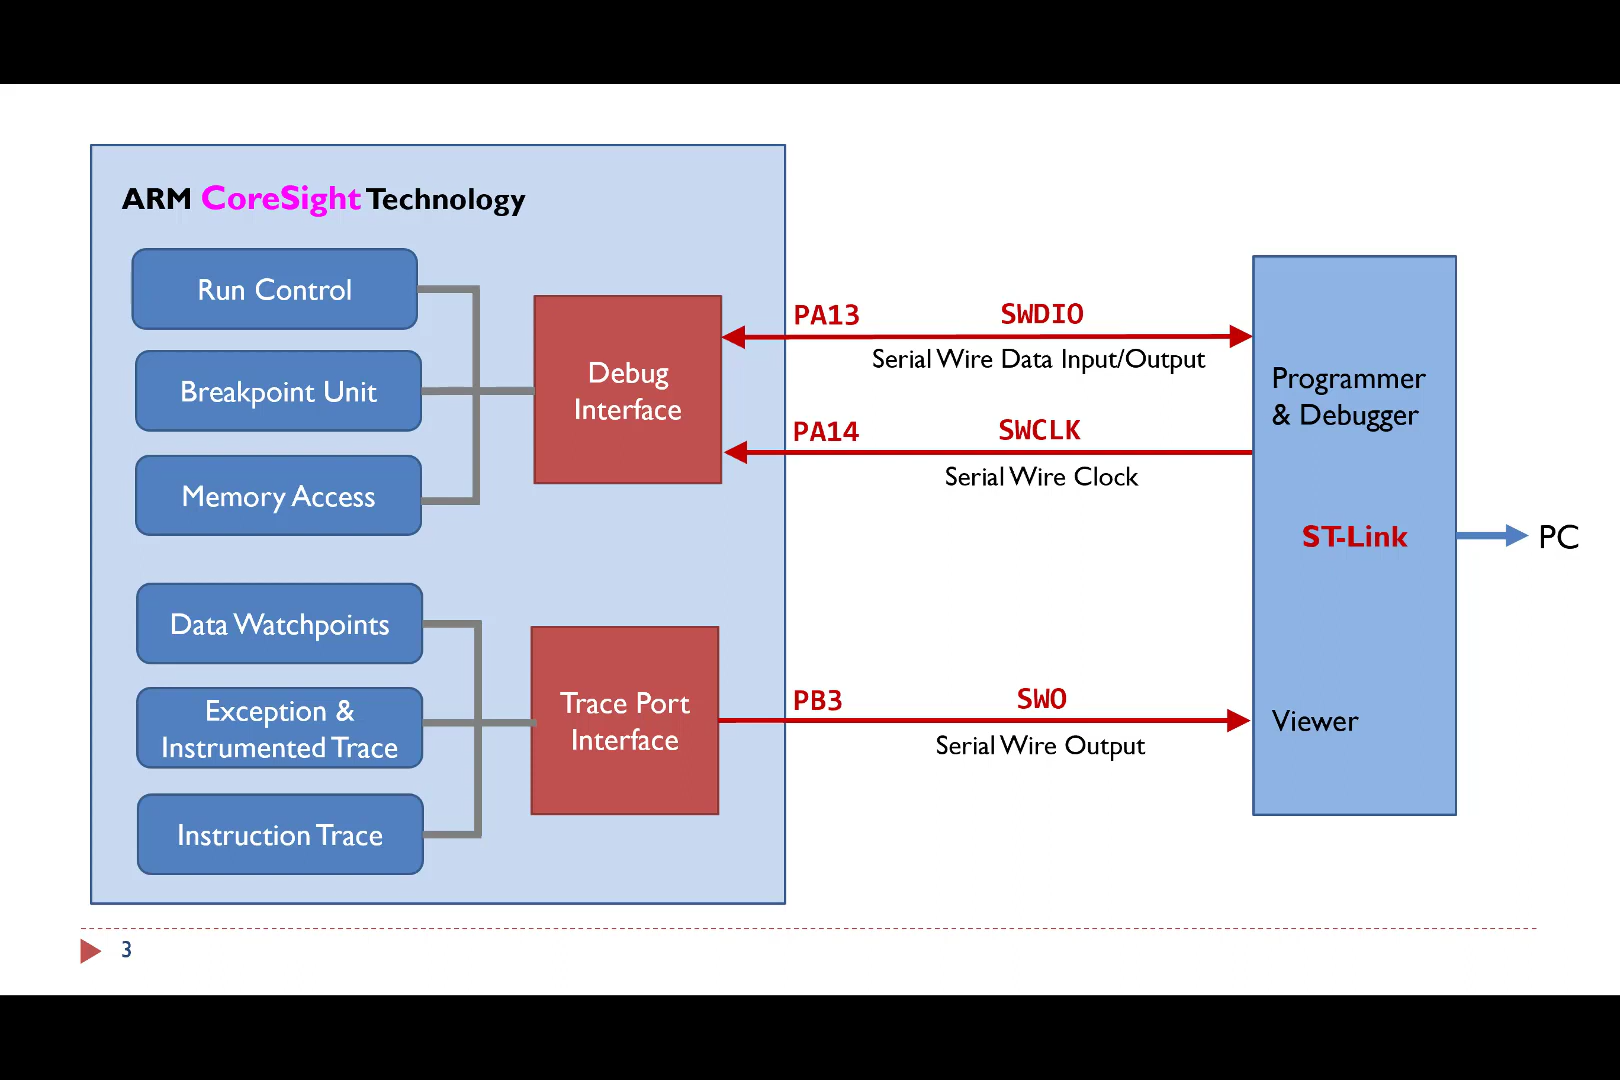 ARM CoreSight Technology
Run Control
Breakpoint Unit
Memory Access
Debug
Interface
PA13
SWDIO
Serial Wire Data Input/Output
PA14
SWCLK
Serial Wire Clock
Programmer
& Debugger
ST-Link
PC
Data Watchpoints
Exception &
Instrumented Trace
Instruction Trace
Trace Port
Interface
PB3
SWO
Serial Wire Output
Viewer
3